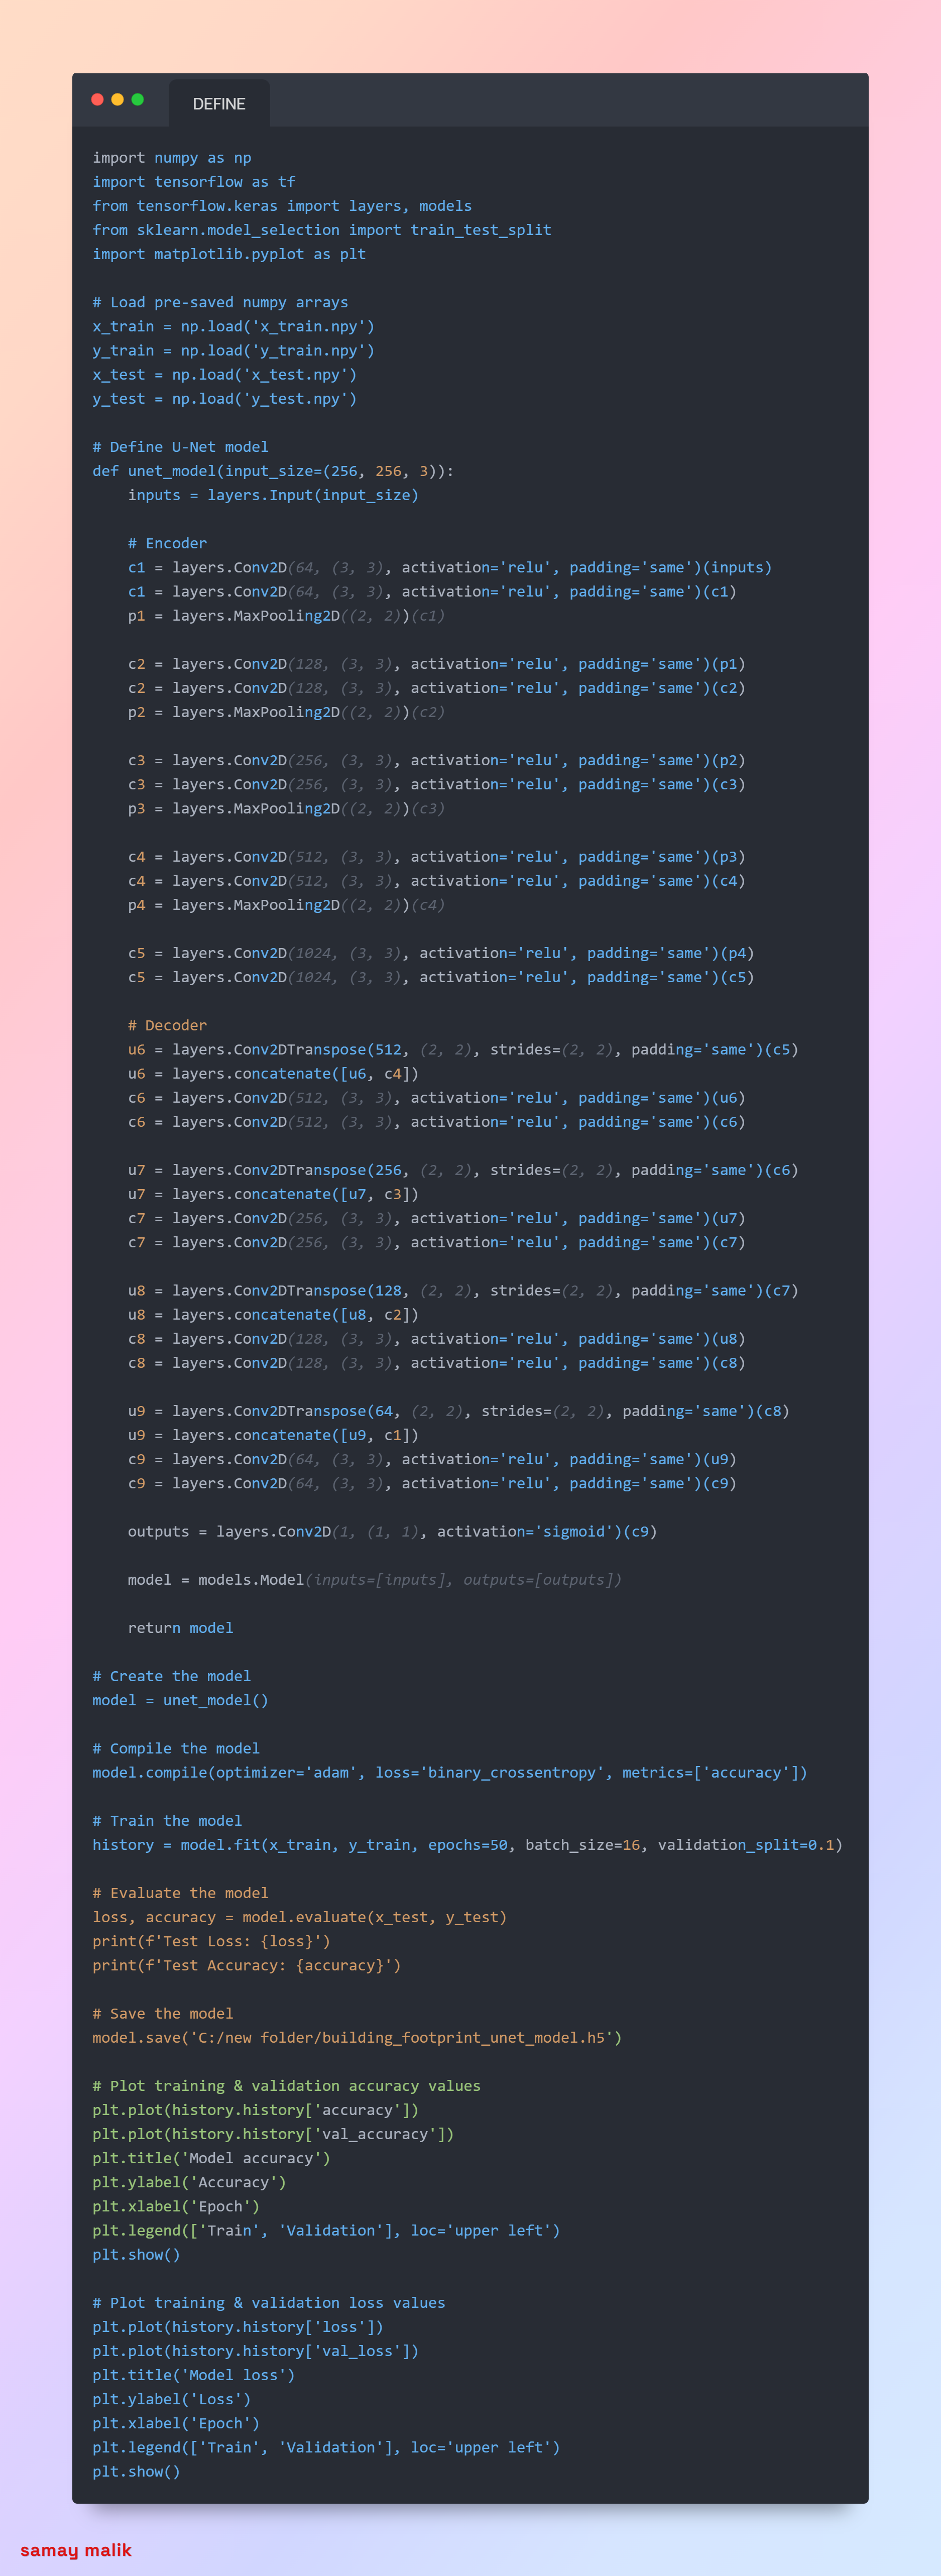 DEFINE
import numpy as np
import tensorflow as tf
from tensorflow.keras import layers, models
from sklearn.model_selection import train_test_split
import matplotlib.pyplot as plt

# Load pre-saved numpy arrays
x_train = np.load('x_train.npy')
y_train = np.load('y_train.npy')
x_test = np.load('x_test.npy')
y_test = np.load('y_test.npy')

# Define U-Net model
def unet_model(input_size=(256, 256, 3)):
    inputs = layers.Input(input_size)

    # Encoder
    c1 = layers.Conv2D(64, (3, 3), activation='relu', padding='same')(inputs)
    c1 = layers.Conv2D(64, (3, 3), activation='relu', padding='same')(c1)
    p1 = layers.MaxPooling2D((2, 2))(c1)

    c2 = layers.Conv2D(128, (3, 3), activation='relu', padding='same')(p1)
    c2 = layers.Conv2D(128, (3, 3), activation='relu', padding='same')(c2)
    p2 = layers.MaxPooling2D((2, 2))(c2)

    c3 = layers.Conv2D(256, (3, 3), activation='relu', padding='same')(p2)
    c3 = layers.Conv2D(256, (3, 3), activation='relu', padding='same')(c3)
    p3 = layers.MaxPooling2D((2, 2))(c3)

    c4 = layers.Conv2D(512, (3, 3), activation='relu', padding='same')(p3)
    c4 = layers.Conv2D(512, (3, 3), activation='relu', padding='same')(c4)
    p4 = layers.MaxPooling2D((2, 2))(c4)

    c5 = layers.Conv2D(1024, (3, 3), activation='relu', padding='same')(p4)
    c5 = layers.Conv2D(1024, (3, 3), activation='relu', padding='same')(c5)

    # Decoder
    u6 = layers.Conv2DTranspose(512, (2, 2), strides=(2, 2), padding='same')(c5)
    u6 = layers.concatenate([u6, c4])
    c6 = layers.Conv2D(512, (3, 3), activation='relu', padding='same')(u6)
    c6 = layers.Conv2D(512, (3, 3), activation='relu', padding='same')(c6)

    u7 = layers.Conv2DTranspose(256, (2, 2), strides=(2, 2), padding='same')(c6)
    u7 = layers.concatenate([u7, c3])
    c7 = layers.Conv2D(256, (3, 3), activation='relu', padding='same')(u7)
    c7 = layers.Conv2D(256, (3, 3), activation='relu', padding='same')(c7)

    u8 = layers.Conv2DTranspose(128, (2, 2), strides=(2, 2), padding='same')(c7)
    u8 = layers.concatenate([u8, c2])
    c8 = layers.Conv2D(128, (3, 3), activation='relu', padding='same')(u8)
    c8 = layers.Conv2D(128, (3, 3), activation='relu', padding='same')(c8)

    u9 = layers.Conv2DTranspose(64, (2, 2), strides=(2, 2), padding='same')(c8)
    u9 = layers.concatenate([u9, c1])
    c9 = layers.Conv2D(64, (3, 3), activation='relu', padding='same')(u9)
    c9 = layers.Conv2D(64, (3, 3), activation='relu', padding='same')(c9)

    outputs = layers.Conv2D(1, (1, 1), activation='sigmoid')(c9)

    model = models.Model(inputs=[inputs], outputs=[outputs])

    return model

# Create the model
model = unet_model()

# Compile the model
model.compile(optimizer='adam', loss='binary_crossentropy', metrics=['accuracy'])

# Train the model
history = model.fit(x_train, y_train, epochs=50, batch_size=16, validation_split=0.1)

# Evaluate the model
loss, accuracy = model.evaluate(x_test, y_test)
print(f'Test Loss: {loss}')
print(f'Test Accuracy: {accuracy}')

# Save the model
model.save('C:/new folder/building_footprint_unet_model.h5')

# Plot training & validation accuracy values
plt.plot(history.history['accuracy'])
plt.plot(history.history['val_accuracy'])
plt.title('Model accuracy')
plt.ylabel('Accuracy')
plt.xlabel('Epoch')
plt.legend(['Train', 'Validation'], loc='upper left')
plt.show()

# Plot training & validation loss values
plt.plot(history.history['loss'])
plt.plot(history.history['val_loss'])
plt.title('Model loss')
plt.ylabel('Loss')
plt.xlabel('Epoch')
plt.legend(['Train', 'Validation'], loc='upper left')
plt.show()
samay malik